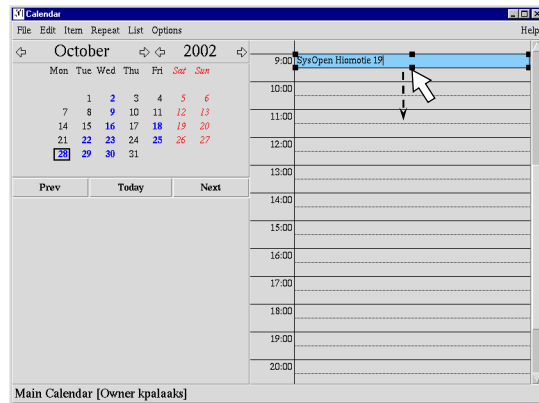 Calendar
File Edit Item Repeat List Options Help
October 2002
Mon Tue Wed Thu Fri Sat Sun
1 2 3 4 5 6
7 8 9 10 11 12 13
14 15 16 17 18 19 20
21 22 23 24 25 26 27
28 29 30 31
Prev Today Next
9:00 SysOpen Hiomotie 19
10:00
11:00
12:00
13:00
14:00
15:00
16:00
17:00
18:00
19:00
20:00
Main Calendar [Owner kpalaaks]